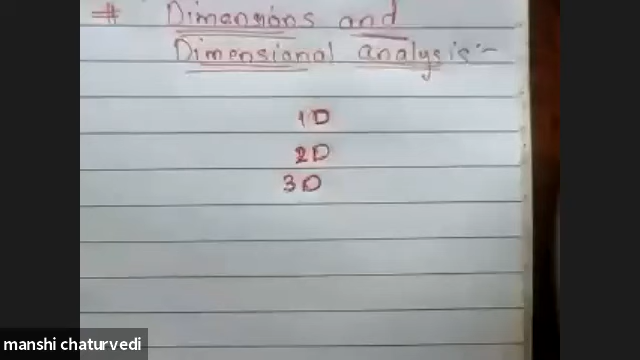 # Dimensions and
Dimensional analysis:-
1D
2D
3D
manshi chaturvedi